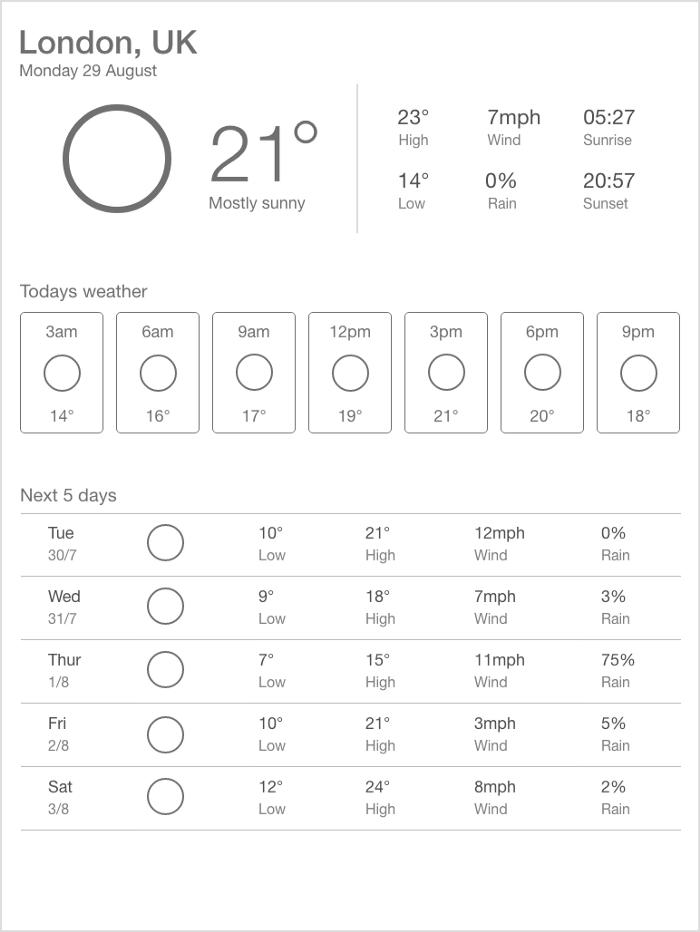 London, UK
Monday 29 August
21°
Mostly sunny
23° 7mph 05:27
High Wind Sunrise
14° 0% 20:57
Low Rain Sunset
Todays weather
3am 6am 9am 12pm 3pm 6pm 9pm
14° 16° 17° 19° 21° 20° 18°
Next 5 days
Tue 10° 21° 12mph 0%
30/7 Low High Wind Rain
Wed 9° 18° 7mph 3%
31/7 Low High Wind Rain
Thur 7° 15° 11mph 75%
1/8 Low High Wind Rain
Fri 10° 21° 3mph 5%
2/8 Low High Wind Rain
Sat 12° 24° 8mph 2%
3/8 Low High Wind Rain